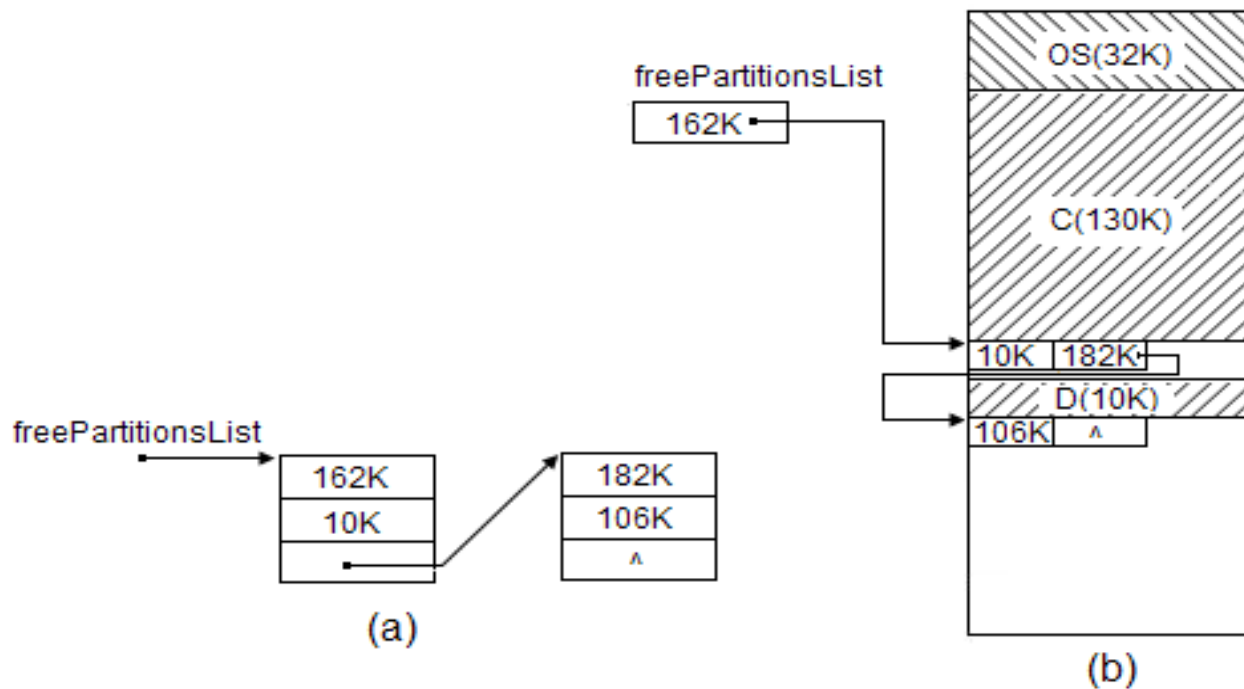 freePartitionsList
162K
10K
182K
106K
^
(a)
freePartitionsList
162K
OS(32K)
C(130K)
10K 182K
D(10K)
106K ^
(b)